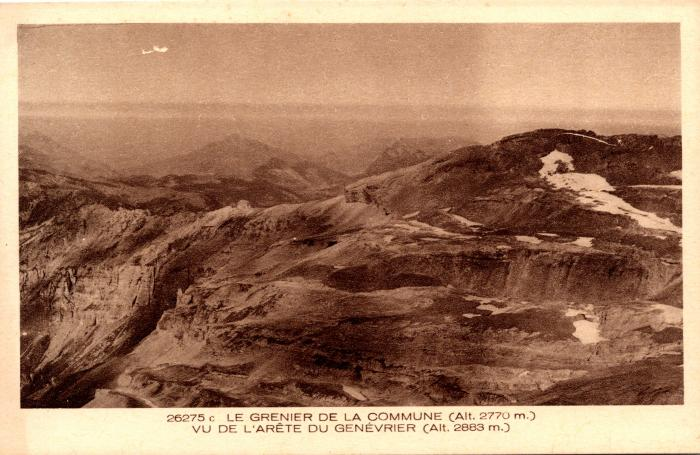 26275 c LE GRENIER DE LA COMMUNE (Alt. 2770 m.)
VU DE L'ARÊTE DU GENÉVRIER (Alt. 2883 m.)